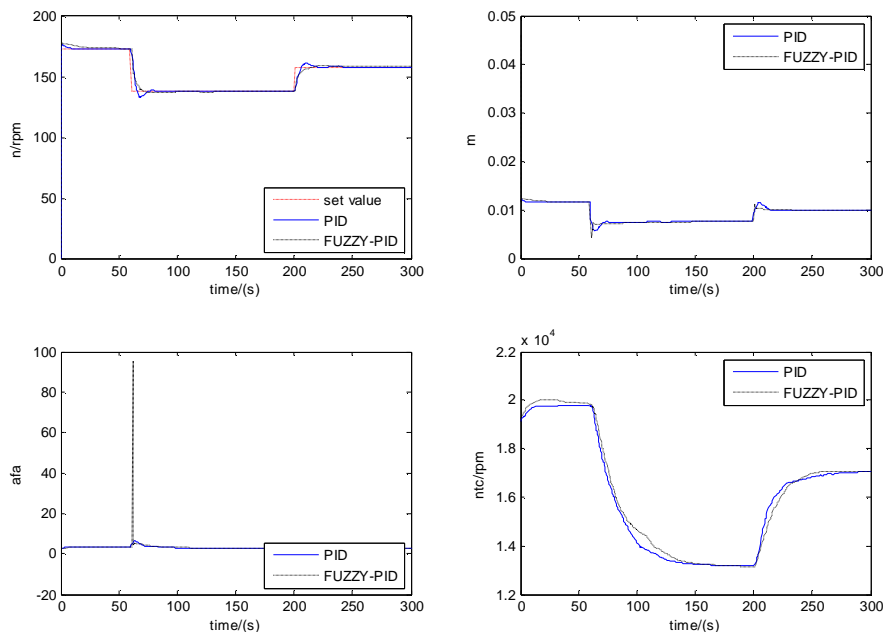 200
150
100
50
0
n/rpm
set value
PID
FUZZY-PID
0 50 100 150 200 250 300
time/(s)
0.05
0.04
0.03
0.02
0.01
0
m
PID
FUZZY-PID
0 50 100 150 200 250 300
time/(s)
100
80
60
40
20
0
-20
afa
PID
FUZZY-PID
0 50 100 150 200 250 300
time/(s)
x 10^4
2.2
2
1.8
1.6
1.4
1.2
ntc/rpm
PID
FUZZY-PID
0 50 100 150 200 250 300
time/(s)